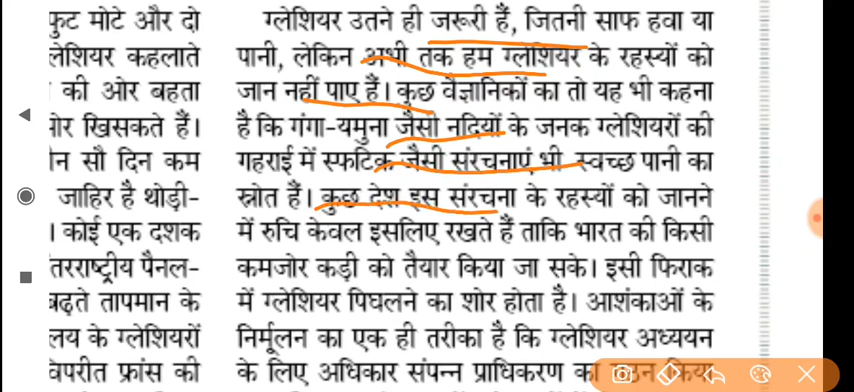 फुट मोटे और दो
लेशियर कहलाते
की ओर बहता
ओर खिसकते हैं।
सौ दिन कम
जाहिर है थोड़ी-
। कोई एक दशक
तरराष्ट्रीय पैनल-
बढ़ते तापमान के
लय के ग्लेशियरों
विपरीत फ्रांस की
ग्लेशियर उतने ही जरूरी हैं, जितनी साफ हवा या
पानी, लेकिन अभी तक हम ग्लेशियर के रहस्यों को
जान नहीं पाए हैं। कुछ वैज्ञानिकों का तो यह भी कहना
है कि गंगा-यमुना जैसी नदियों के जनक ग्लेशियरों की
गहराई में स्फटिक जैसी संरचनाएं भी स्वच्छ पानी का
स्रोत हैं। कुछ देश इस संरचना के रहस्यों को जानने
में रुचि केवल इसलिए रखते हैं ताकि भारत की किसी
कमजोर कड़ी को तैयार किया जा सके। इसी फिराक
में ग्लेशियर पिघलने का शोर होता है। आशंकाओं के
निर्मूलन का एक ही तरीका है कि ग्लेशियर अध्ययन
के लिए अधिकार संपन्न प्राधिकरण का गठन किया